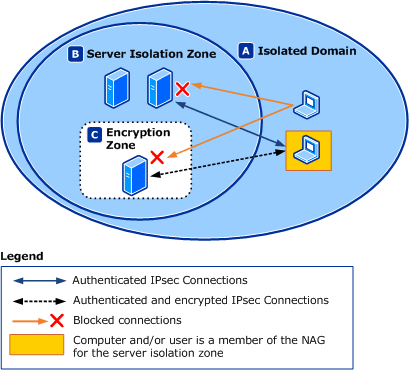 B Server Isolation Zone
A Isolated Domain
C Encryption
Zone
Legend
Authenticated IPsec Connections
Authenticated and encrypted IPsec Connections
Blocked connections
Computer and/or user is a member of the NAG
for the server isolation zone